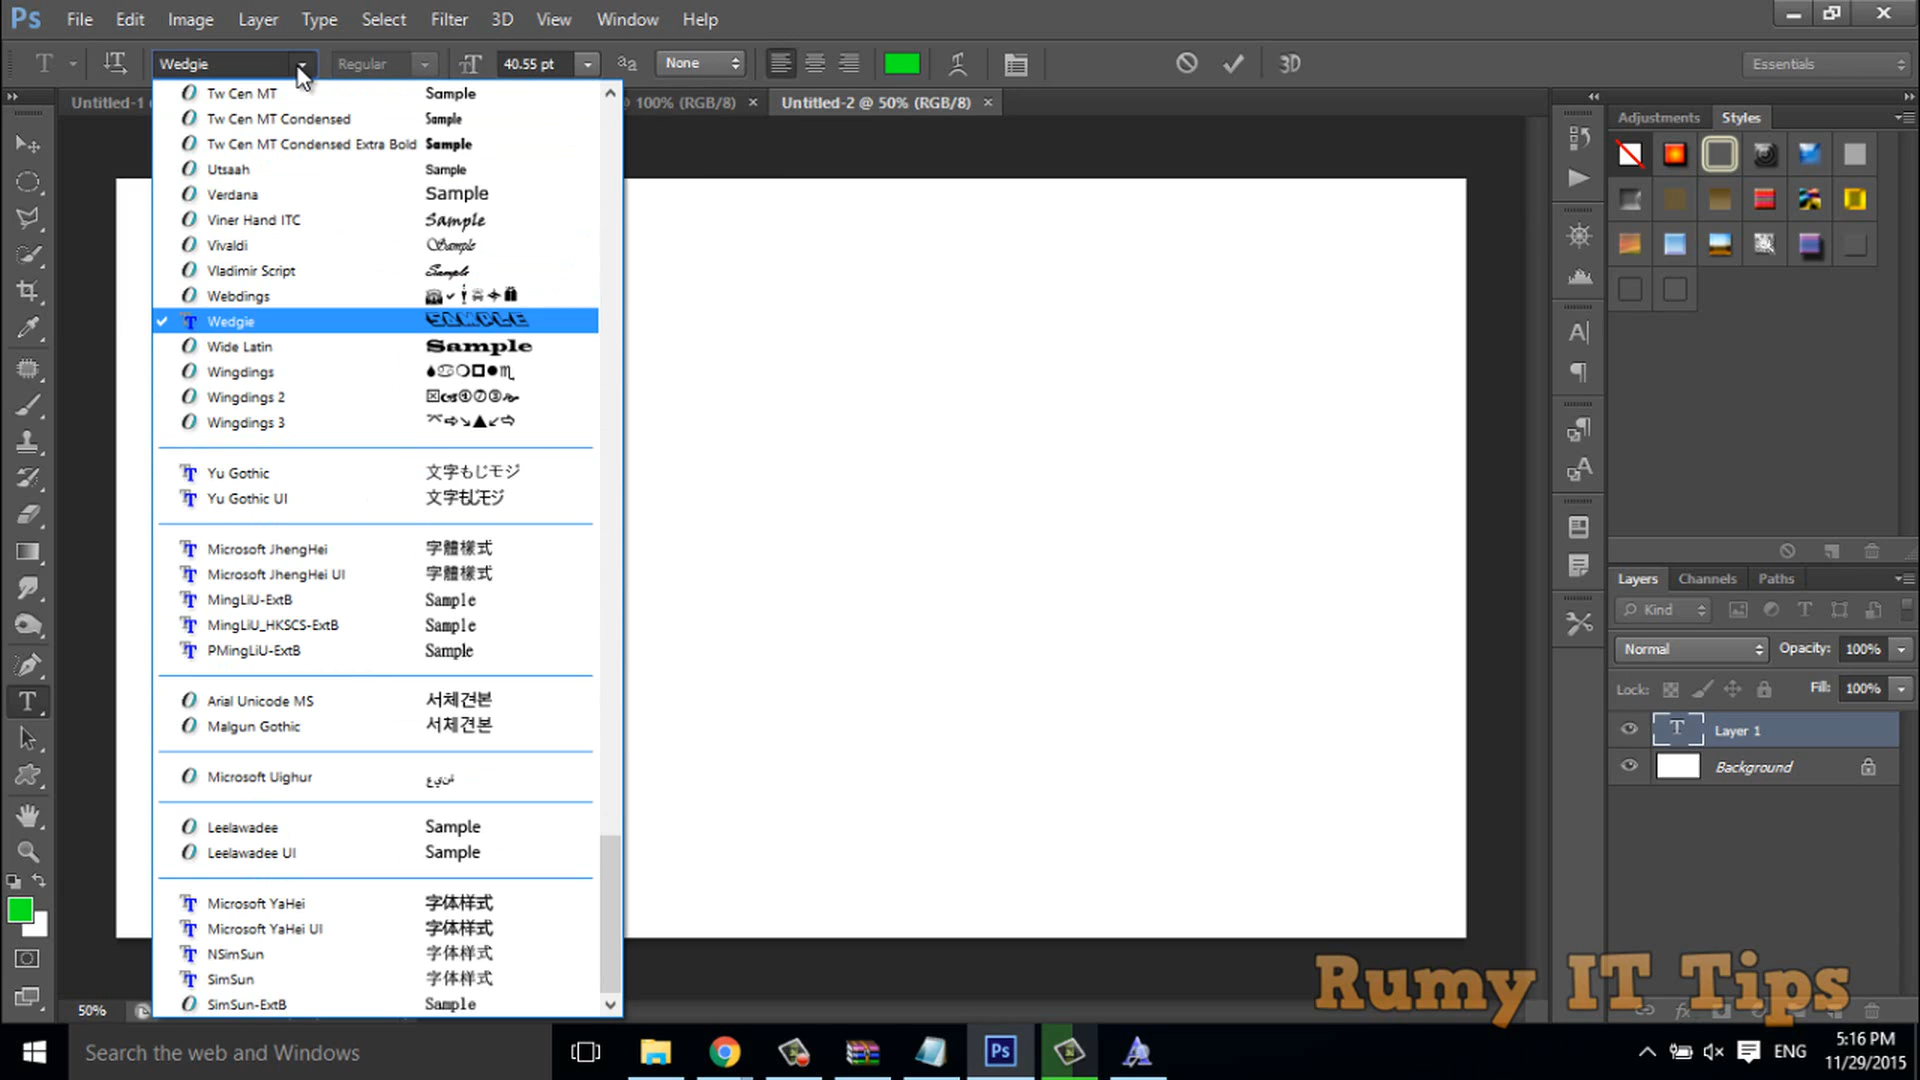 Ps File Edit Image Layer Type Select Filter 3D View Window Help
Wedgie Regular 40.55 pt aa None 3D Essentials
Untitled-1 @ 100% (RGB/8) × Untitled-2 @ 50% (RGB/8) ×
Tw Cen MT Sample
Tw Cen MT Condensed Sample
Tw Cen MT Condensed Extra Bold Sample
Utsaah Sample
Verdana Sample
Viner Hand ITC Sample
Vivaldi Sample
Vladimir Script Sample
Webdings
Wedgie SAMPLE
Wide Latin Sample
Wingdings
Wingdings 2
Wingdings 3
Yu Gothic 文字もじモジ
Yu Gothic UI 文字もじモジ
Microsoft JhengHei 字體樣式
Microsoft JhengHei UI 字體樣式
MingLiU-ExtB Sample
MingLiU_HKSCS-ExtB Sample
PMingLiU-ExtB Sample
Arial Unicode MS 서체견본
Malgun Gothic 서체견본
Microsoft Uighur
Leelawadee Sample
Leelawadee UI Sample
Microsoft YaHei 字体样式
Microsoft YaHei UI 字体样式
NSimSun 字体样式
SimSun 字体样式
SimSun-ExtB Sample
Adjustments Styles
Layers Channels Paths
Kind
Normal Opacity: 100%
Lock: Fill: 100%
Layer 1
Background
50%
Rumy IT Tips
Search the web and Windows
ENG
5:16 PM
11/29/2015